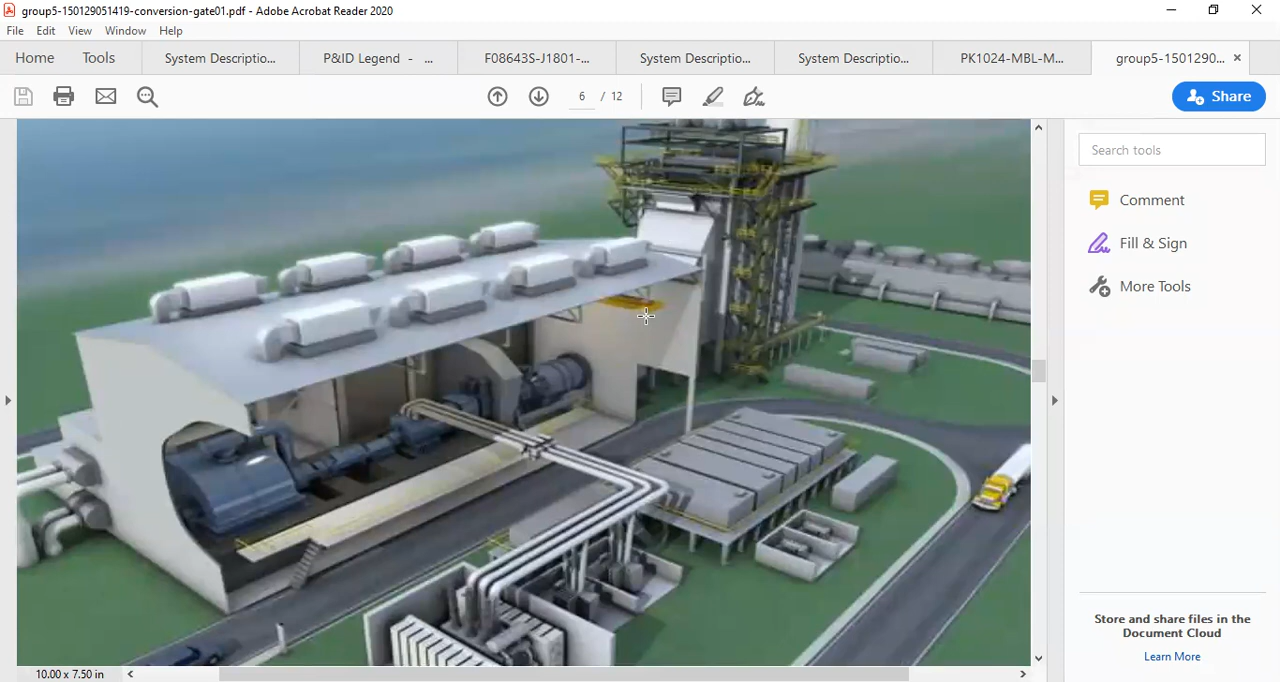 group5-150129051419-conversion-gate01.pdf - Adobe Acrobat Reader 2020
File Edit View Window Help
Home Tools System Descriptio... P&ID Legend - ... F08643S-J1801-... System Descriptio... System Descriptio... PK1024-MBL-M... group5-1501290...
6 / 12
Share
Search tools
Comment
Fill & Sign
More Tools
Store and share files in the
Document Cloud
Learn More
10.00 x 7.50 in